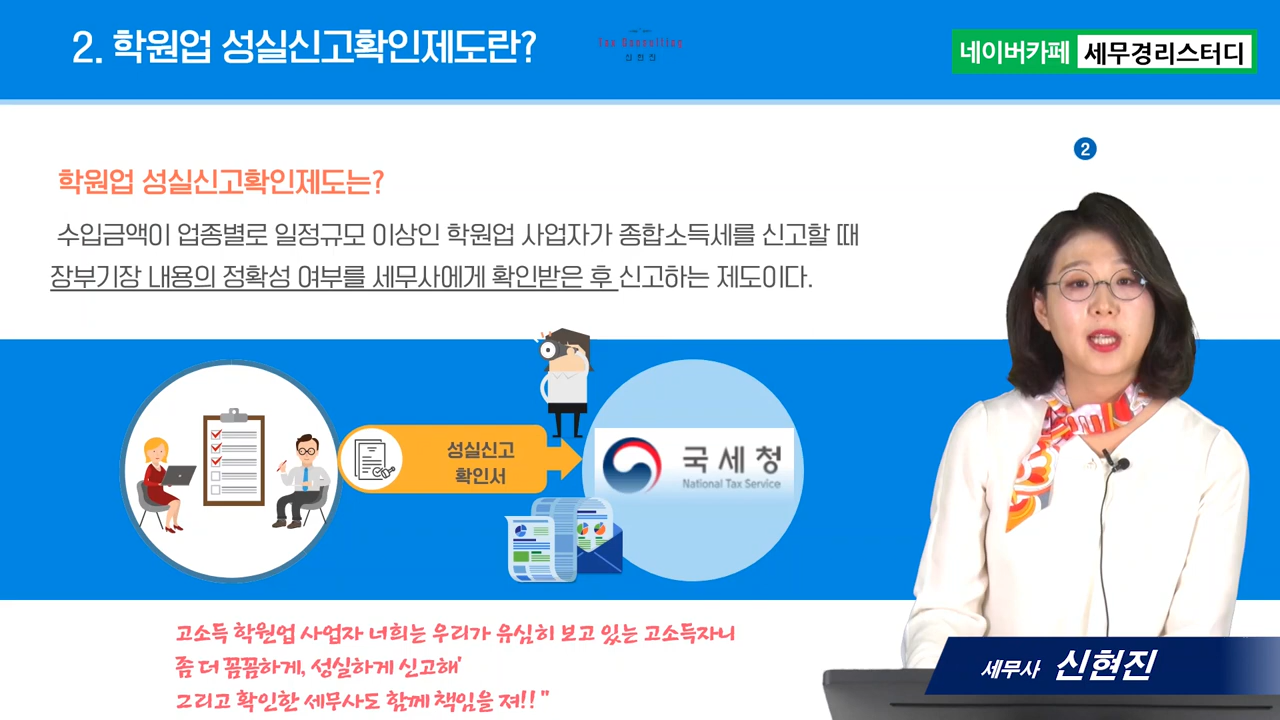 2. 학원업 성실신고확인제도란?
Tax Consulting
신현진
네이버카페 세무경리스터디
2
학원업 성실신고확인제도는?
수입금액이 업종별로 일정규모 이상인 학원업 사업자가 종합소득세를 신고할 때
장부기장 내용의 정확성 여부를 세무사에게 확인받은 후 신고하는 제도이다.
성실신고
확인서
국세청
National Tax Service
고소득 학원업 사업자 너희는 우리가 유심히 보고 있는 고소득자니
좀 더 꼼꼼하게, 성실하게 신고해'
그리고 확인한 세무사도 함께 책임을 져!! "
세무사 신현진